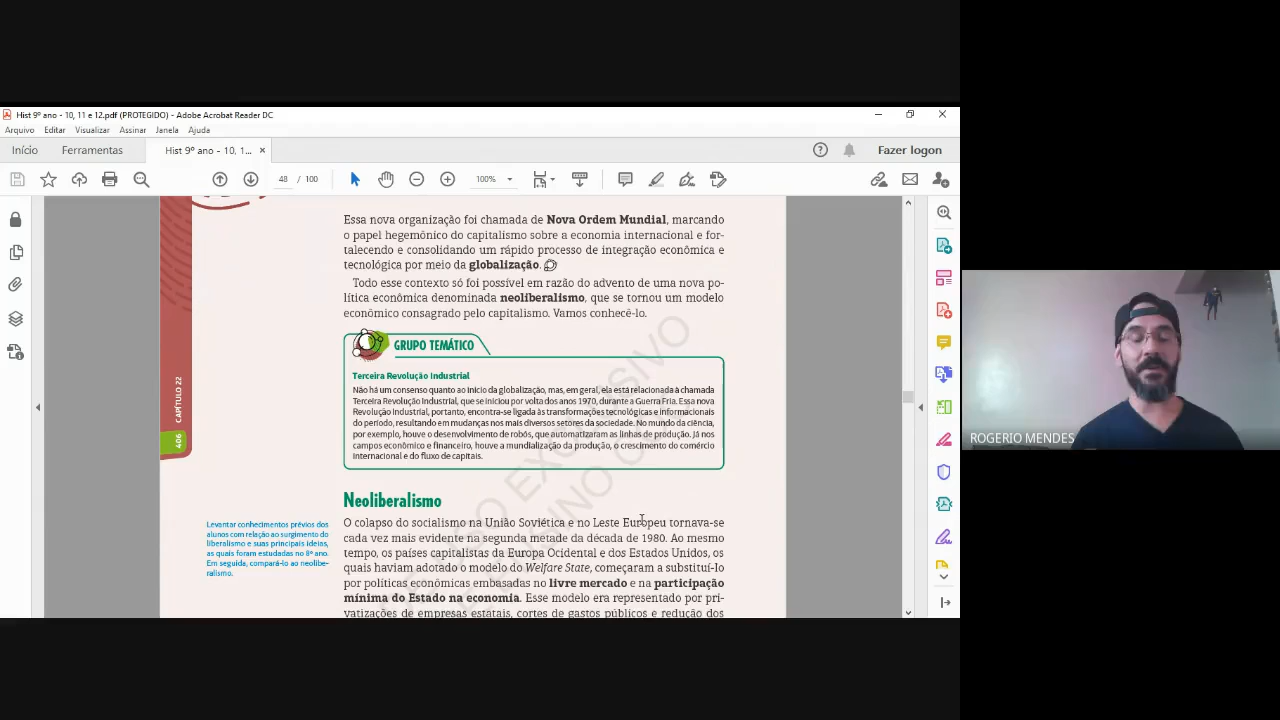 Hist 9º ano - 10, 11 e 12.pdf (PROTEGIDO) - Adobe Acrobat Reader DC
Arquivo Editar Visualizar Assinar Janela Ajuda
Início Ferramentas Hist 9º ano - 10, 1... Fazer logon
48 / 100 100%
Essa nova organização foi chamada de Nova Ordem Mundial, marcando
o papel hegemônico do capitalismo sobre a economia internacional e for-
talecendo e consolidando um rápido processo de integração econômica e
tecnológica por meio da globalização.
Todo esse contexto só foi possível em razão do advento de uma nova po-
lítica econômica denominada neoliberalismo, que se tornou um modelo
econômico consagrado pelo capitalismo. Vamos conhecê-lo.
GRUPO TEMÁTICO
Terceira Revolução Industrial
Não há um consenso quanto ao início da globalização, mas, em geral, ela está relacionada à chamada
Terceira Revolução Industrial, que se iniciou por volta dos anos 1970, durante a Guerra Fria. Essa nova
Revolução Industrial, portanto, encontra-se ligada às transformações tecnológicas e informacionais
do período, resultando em mudanças nos mais diversos setores da sociedade. No mundo da ciência,
por exemplo, houve o desenvolvimento de robôs, que automatizaram as linhas de produção. Já nos
campos econômico e financeiro, houve a mundialização da produção, o crescimento do comércio
internacional e do fluxo de capitais.
CAPÍTULO 22
406
Neoliberalismo
O colapso do socialismo na União Soviética e no Leste Europeu tornava-se
cada vez mais evidente na segunda metade da década de 1980. Ao mesmo
tempo, os países capitalistas da Europa Ocidental e dos Estados Unidos, os
quais haviam adotado o modelo do Welfare State, começaram a substituí-lo
por políticas econômicas embasadas no livre mercado e na participação
mínima do Estado na economia. Esse modelo era representado por pri-
vatizações de empresas estatais, cortes de gastos públicos e redução dos
Levantar conhecimentos prévios dos
alunos com relação ao surgimento do
liberalismo e suas principais ideias,
as quais foram estudadas no 8º ano.
Em seguida, compará-lo ao neolibe-
ralismo.
ROGERIO MENDES